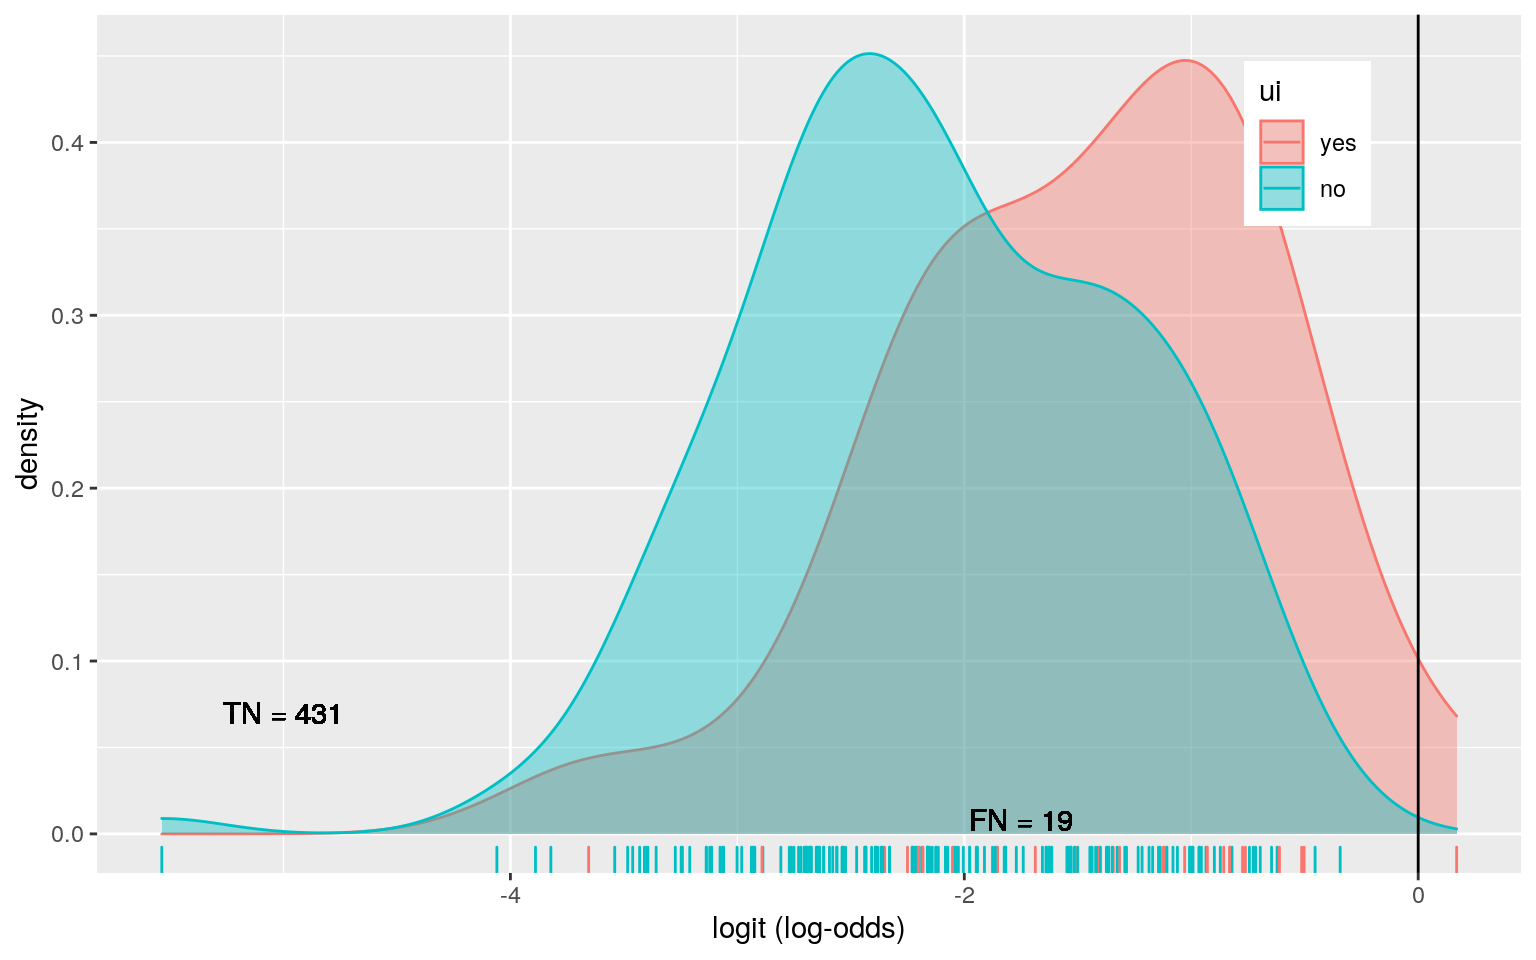 ui
yes
no
0.4
0.3
0.2
0.1
0.0
density
TN = 431
FN = 19
-4
-2
0
logit (log-odds)